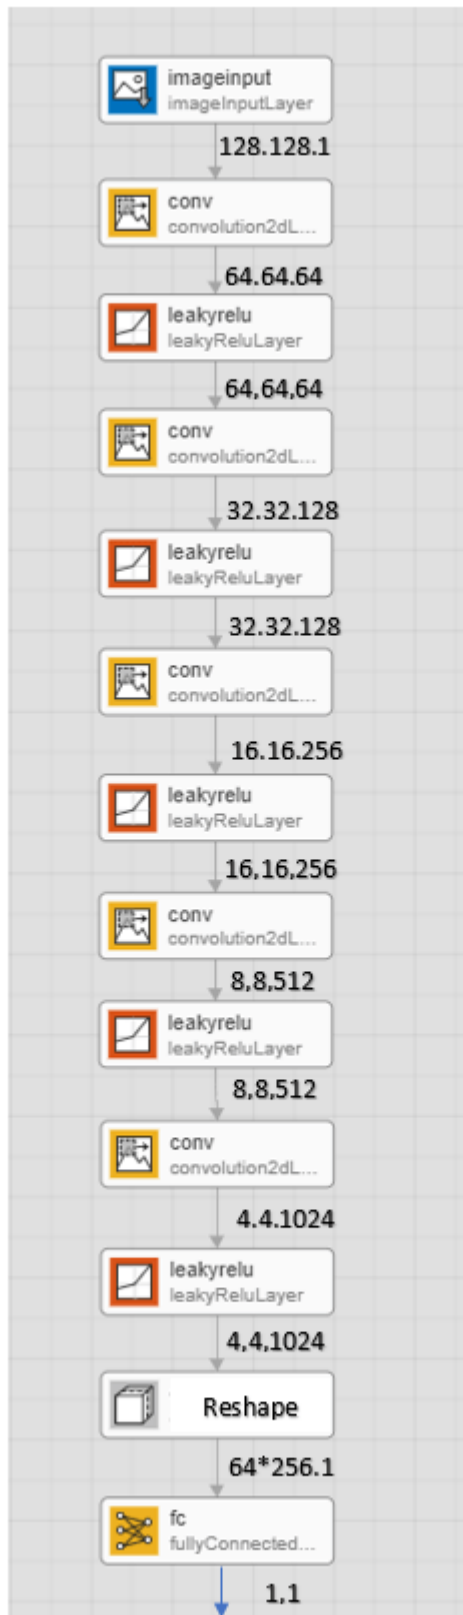 imageinput
imageInputLayer
128.128.1
conv
convolution2dL...
64.64.64
leakyrelu
leakyReluLayer
64,64,64
conv
convolution2dL...
32.32.128
leakyrelu
leakyReluLayer
32.32.128
conv
convolution2dL...
16.16.256
leakyrelu
leakyReluLayer
16,16,256
conv
convolution2dL...
8,8,512
leakyrelu
leakyReluLayer
8,8,512
conv
convolution2dL...
4.4.1024
leakyrelu
leakyReluLayer
4,4,1024
Reshape
64*256.1
fc
fullyConnected...
1,1